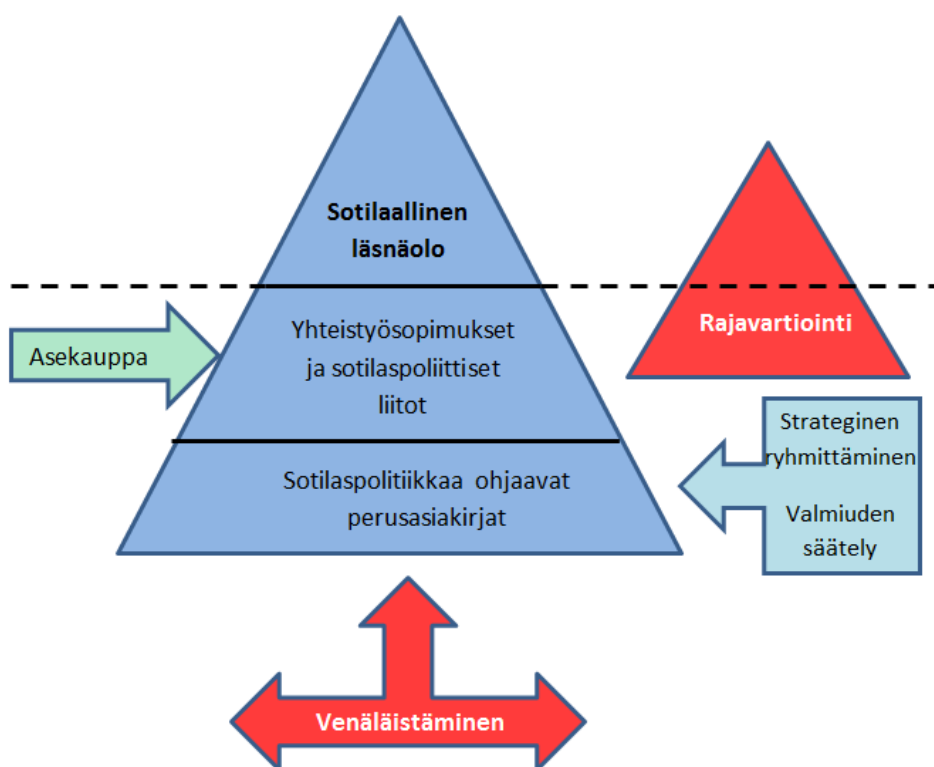 Sotilaallinen
läsnäolo
Yhteistyösopimukset
ja sotilaspoliittiset
liitot
Sotilaspolitiikkaa ohjaavat
perusasiakirjat
Asekauppa
Rajavartiointi
Strateginen
ryhmittäminen
Valmiuden
säätely
Venäläistäminen